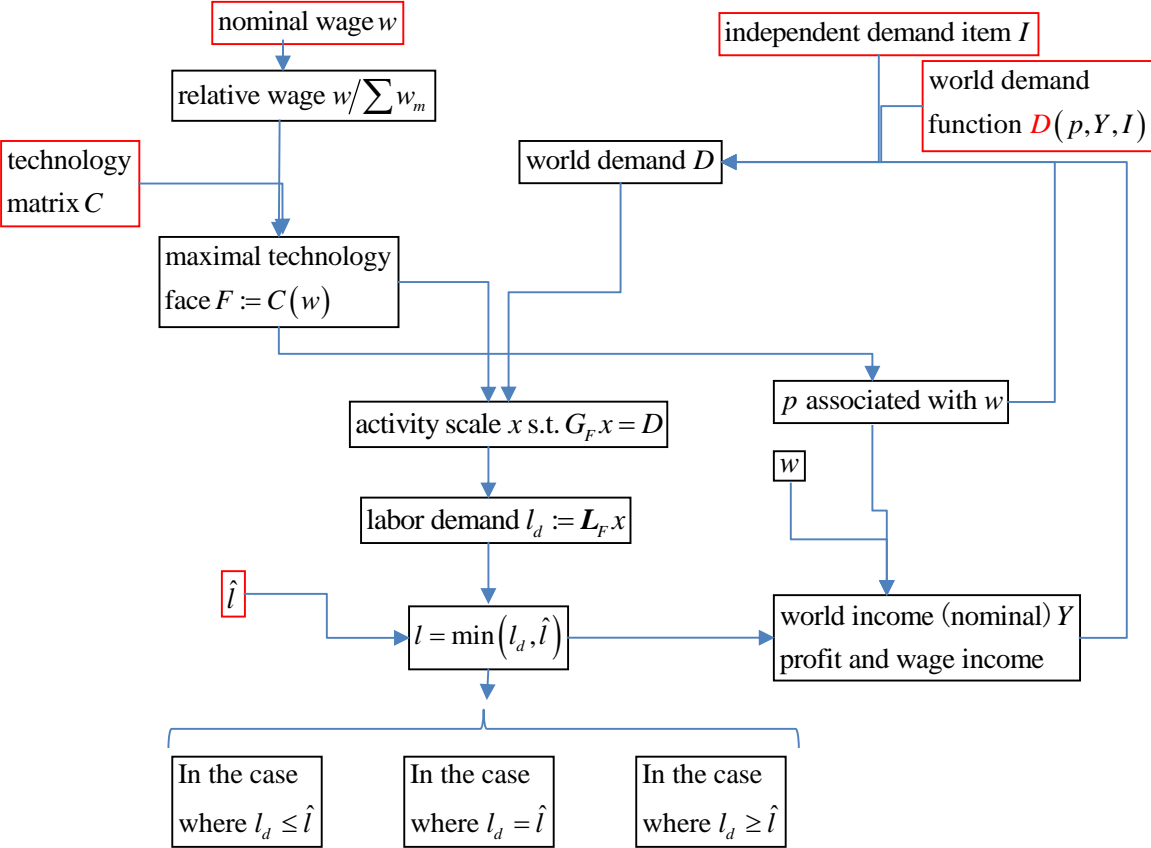 nominal wage w
independent demand item I
relative wage w/∑w_m
world demand
function D(p,Y,I)
technology
matrix C
world demand D
maximal technology
face F := C(w)
p associated with w
activity scale x s.t. G_F x = D
w
labor demand l_d := L_F x
l̂
l = min(l_d, l̂)
world income (nominal) Y
profit and wage income
In the case
where l_d ≤ l̂
In the case
where l_d = l̂
In the case
where l_d ≥ l̂